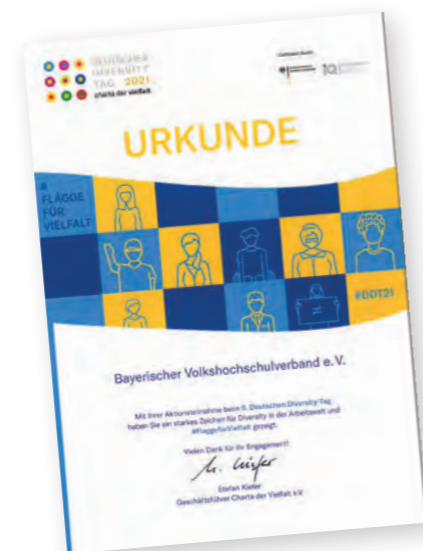 DEUTSCHER
DIVERSITY
TAG 2021
charta der vielfalt
URKUNDE
#
FLAGGE
FÜR
VIELFALT
#DDT21
Bayerischer Volkshochschulverband e. V.
Mit Ihrer Aktionsteilnahme beim 9. Deutschen Diversity-Tag
haben Sie ein starkes Zeichen für Diversity in der Arbeitswelt und
#FlaggefürVielfalt gezeigt.
Vielen Dank für Ihr Engagement!
Stefan Kiefer
Geschäftsführer Charta der Vielfalt e.V.